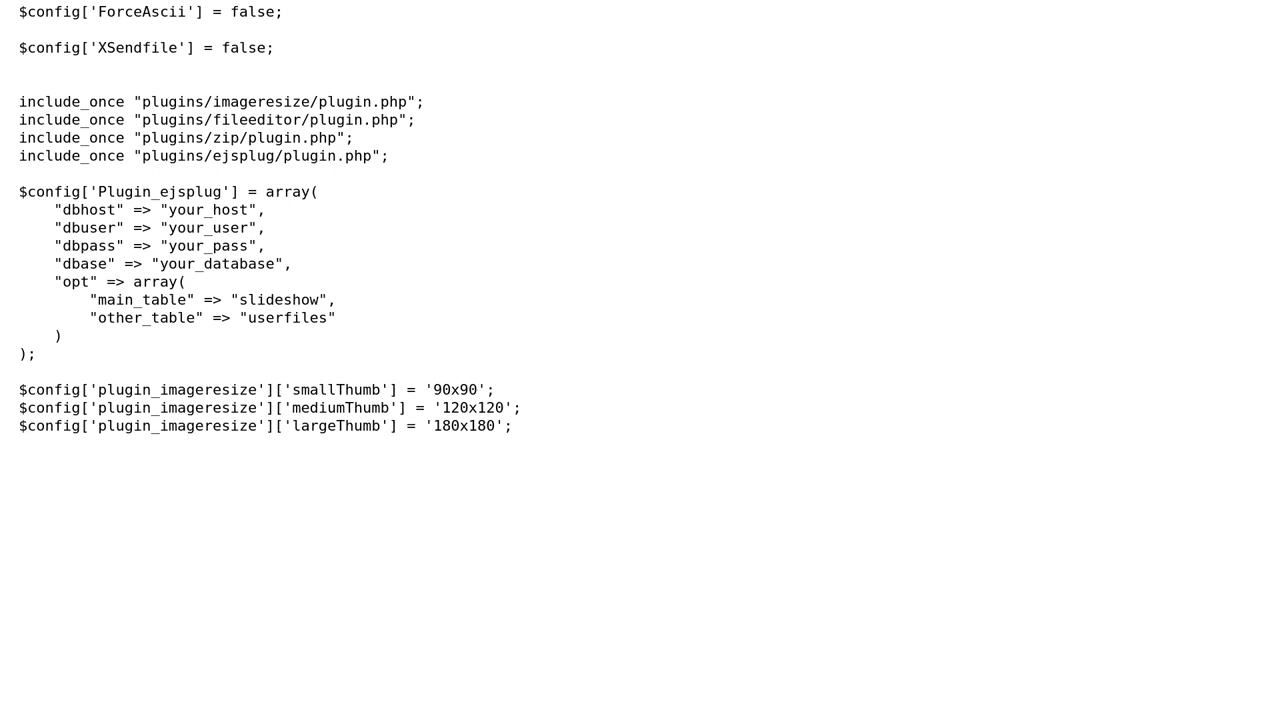 $config['ForceAscii'] = false;

$config['XSendfile'] = false;


include_once "plugins/imageresize/plugin.php";
include_once "plugins/fileeditor/plugin.php";
include_once "plugins/zip/plugin.php";
include_once "plugins/ejsplug/plugin.php";

$config['Plugin_ejsplug'] = array(
    "dbhost" => "your_host",
    "dbuser" => "your_user",
    "dbpass" => "your_pass",
    "dbase" => "your_database",
    "opt" => array(
        "main_table" => "slideshow",
        "other_table" => "userfiles"
    )
);

$config['plugin_imageresize']['smallThumb'] = '90x90';
$config['plugin_imageresize']['mediumThumb'] = '120x120';
$config['plugin_imageresize']['largeThumb'] = '180x180';